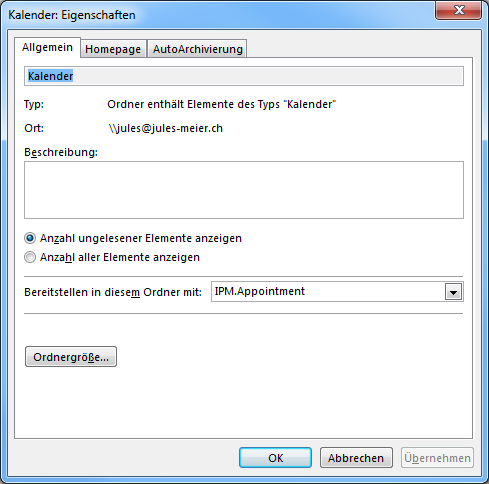 Kalender: Eigenschaften
Allgemein Homepage AutoArchivierung
Kalender
Typ: Ordner enthält Elemente des Typs "Kalender"
Ort: \\jules@jules-meier.ch
Beschreibung:
Anzahl ungelesener Elemente anzeigen
Anzahl aller Elemente anzeigen
Bereitstellen in diesem Ordner mit: IPM.Appointment
Ordnergröße...
OK Abbrechen Übernehmen